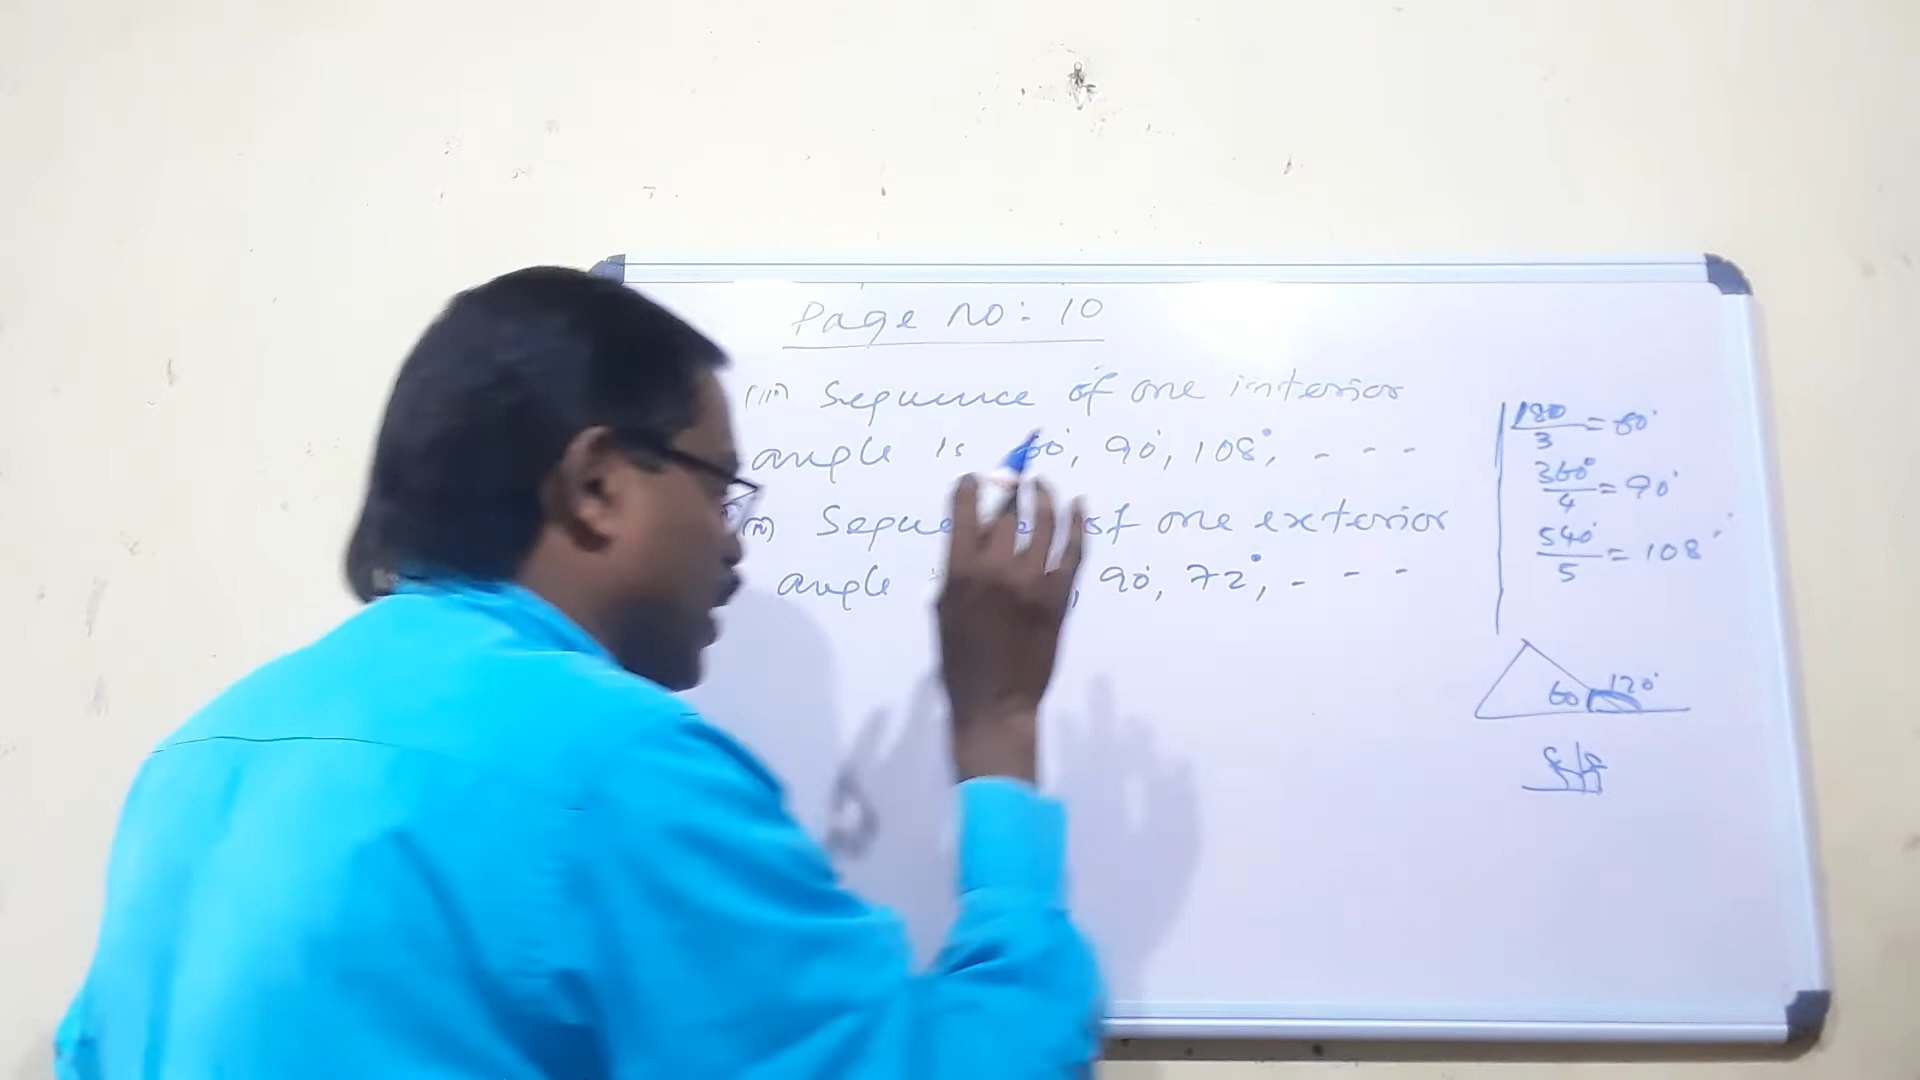 Page No: 10
(iii) Sequence of one interior
angle is 60°, 90°, 108°, - - -
of one exterior
angle 90°, 72°, - - -
180/3 = 60°
360°/4 = 90°
540°/5 = 108°
60 120°